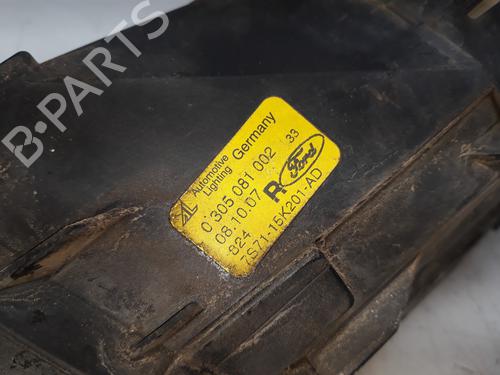 B-PARTS
AL Automotive Lighting Germany
0 305 081 002 33
08.10.07 R Ford
824
7S71-15K201-AD